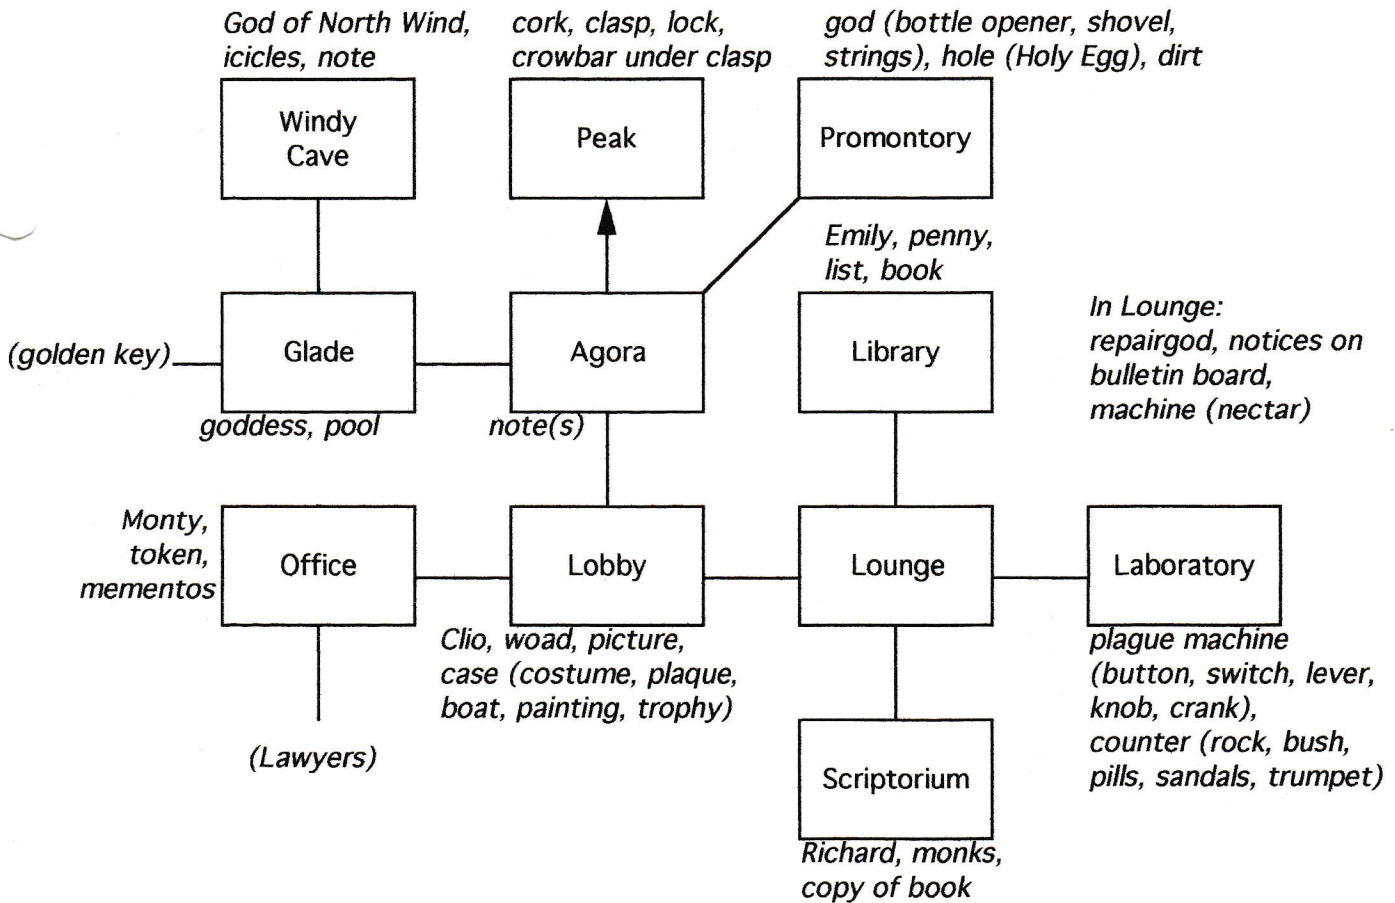 God of North Wind,
icicles, note
cork, clasp, lock,
crowbar under clasp
god (bottle opener, shovel,
strings), hole (Holy Egg), dirt
Windy
Cave
Peak
Promontory
Emily, penny,
list, book
(golden key)
Glade
Agora
Library
In Lounge:
repairgod, notices on
bulletin board,
machine (nectar)
goddess, pool
note(s)
Monty,
token,
mementos
Office
Lobby
Lounge
Laboratory
Clio, woad, picture,
case (costume, plaque,
boat, painting, trophy)
plague machine
(button, switch, lever,
knob, crank),
counter (rock, bush,
pills, sandals, trumpet)
(Lawyers)
Scriptorium
Richard, monks,
copy of book